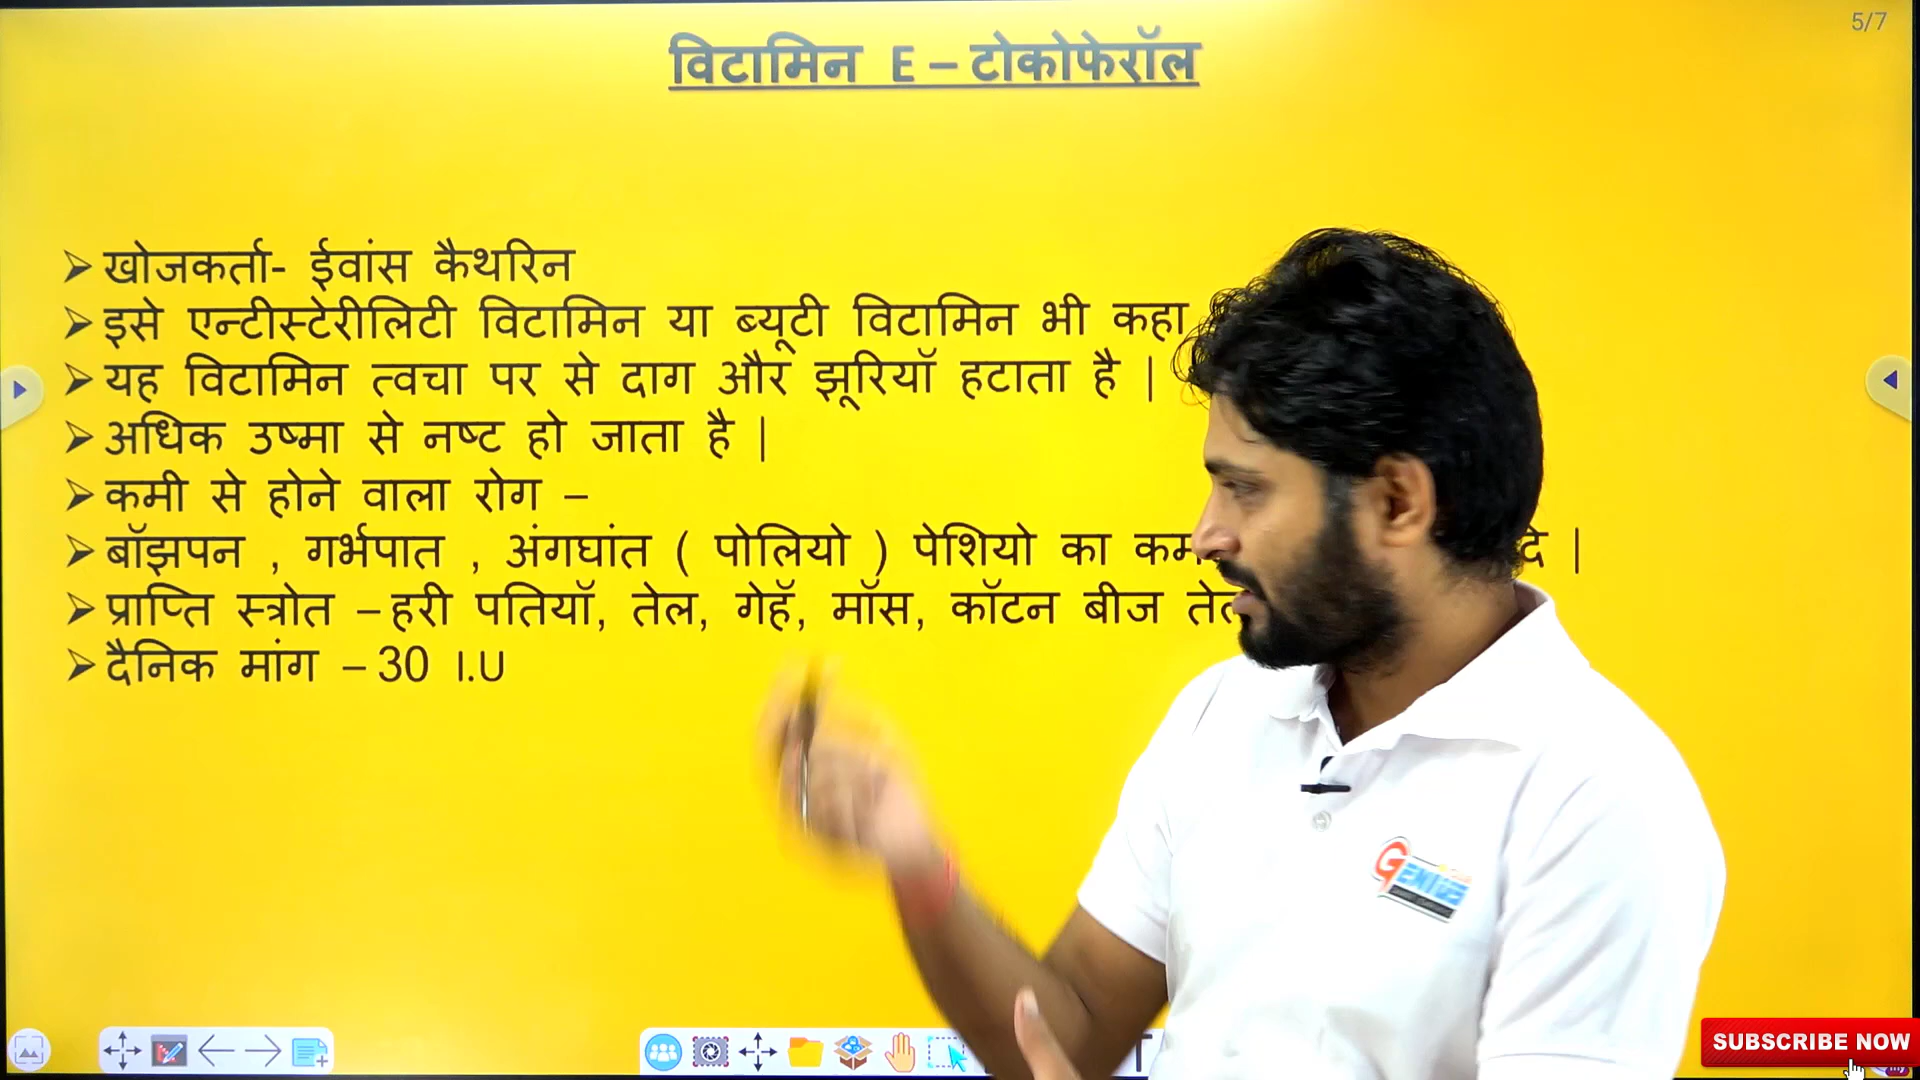 5/7
विटामिन E – टोकोफेरॉल
➢ खोजकर्ता- ईवांस कैथरिन
➢ इसे एन्टीस्टेरीलिटी विटामिन या ब्यूटी विटामिन भी कहा
➢ यह विटामिन त्वचा पर से दाग और झूरियॉ हटाता है |
➢ अधिक उष्मा से नष्ट हो जाता है |
➢ कमी से होने वाला रोग –
➢ बॉझपन , गर्भपात , अंगघांत ( पोलियो ) पेशियो का |
➢ प्राप्ति स्त्रोत – हरी पतियॉ, तेल, गेहॅ, मॉस, कॉटन बीज
➢ दैनिक मांग – 30 I.U
SUBSCRIBE NOW